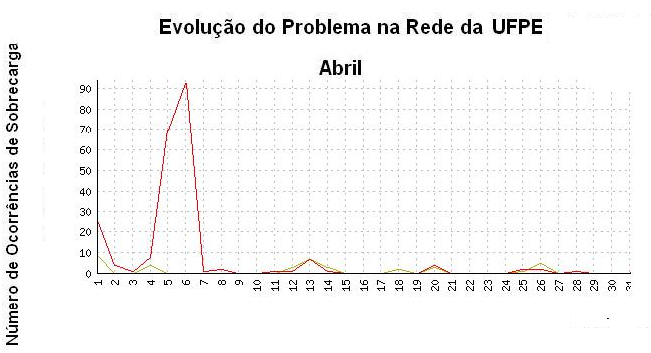 Evolução do Problema na Rede da UFPE
Abril
Número de Ocorrências de Sobrecarga
90
80
70
60
50
40
30
20
10
0
1 2 3 4 5 6 7 8 9 10 11 12 13 14 15 16 17 18 19 20 21 22 23 24 25 26 27 28 29 30 31